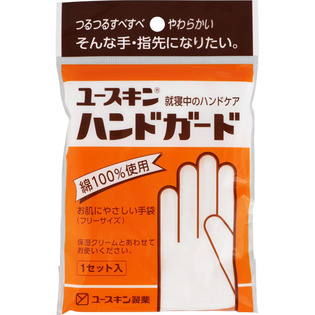 つるつるすべすべ ● やわらかい
そんな手・指先になりたい。
ユースキン® 就寝中のハンドケア
ハンドガード
綿100%使用
お肌にやさしい手袋
(フリーサイズ)
保湿クリームとあわせて
お使いください。
1セット入
ユースキン製薬